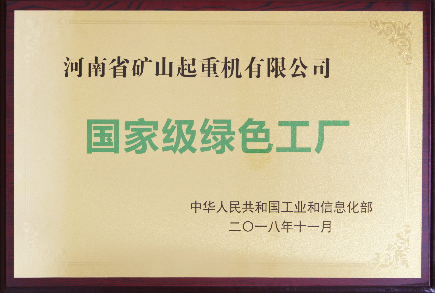 河南省矿山起重机有限公司
国家级绿色工厂
中华人民共和国工业和信息化部
二〇一八年十一月